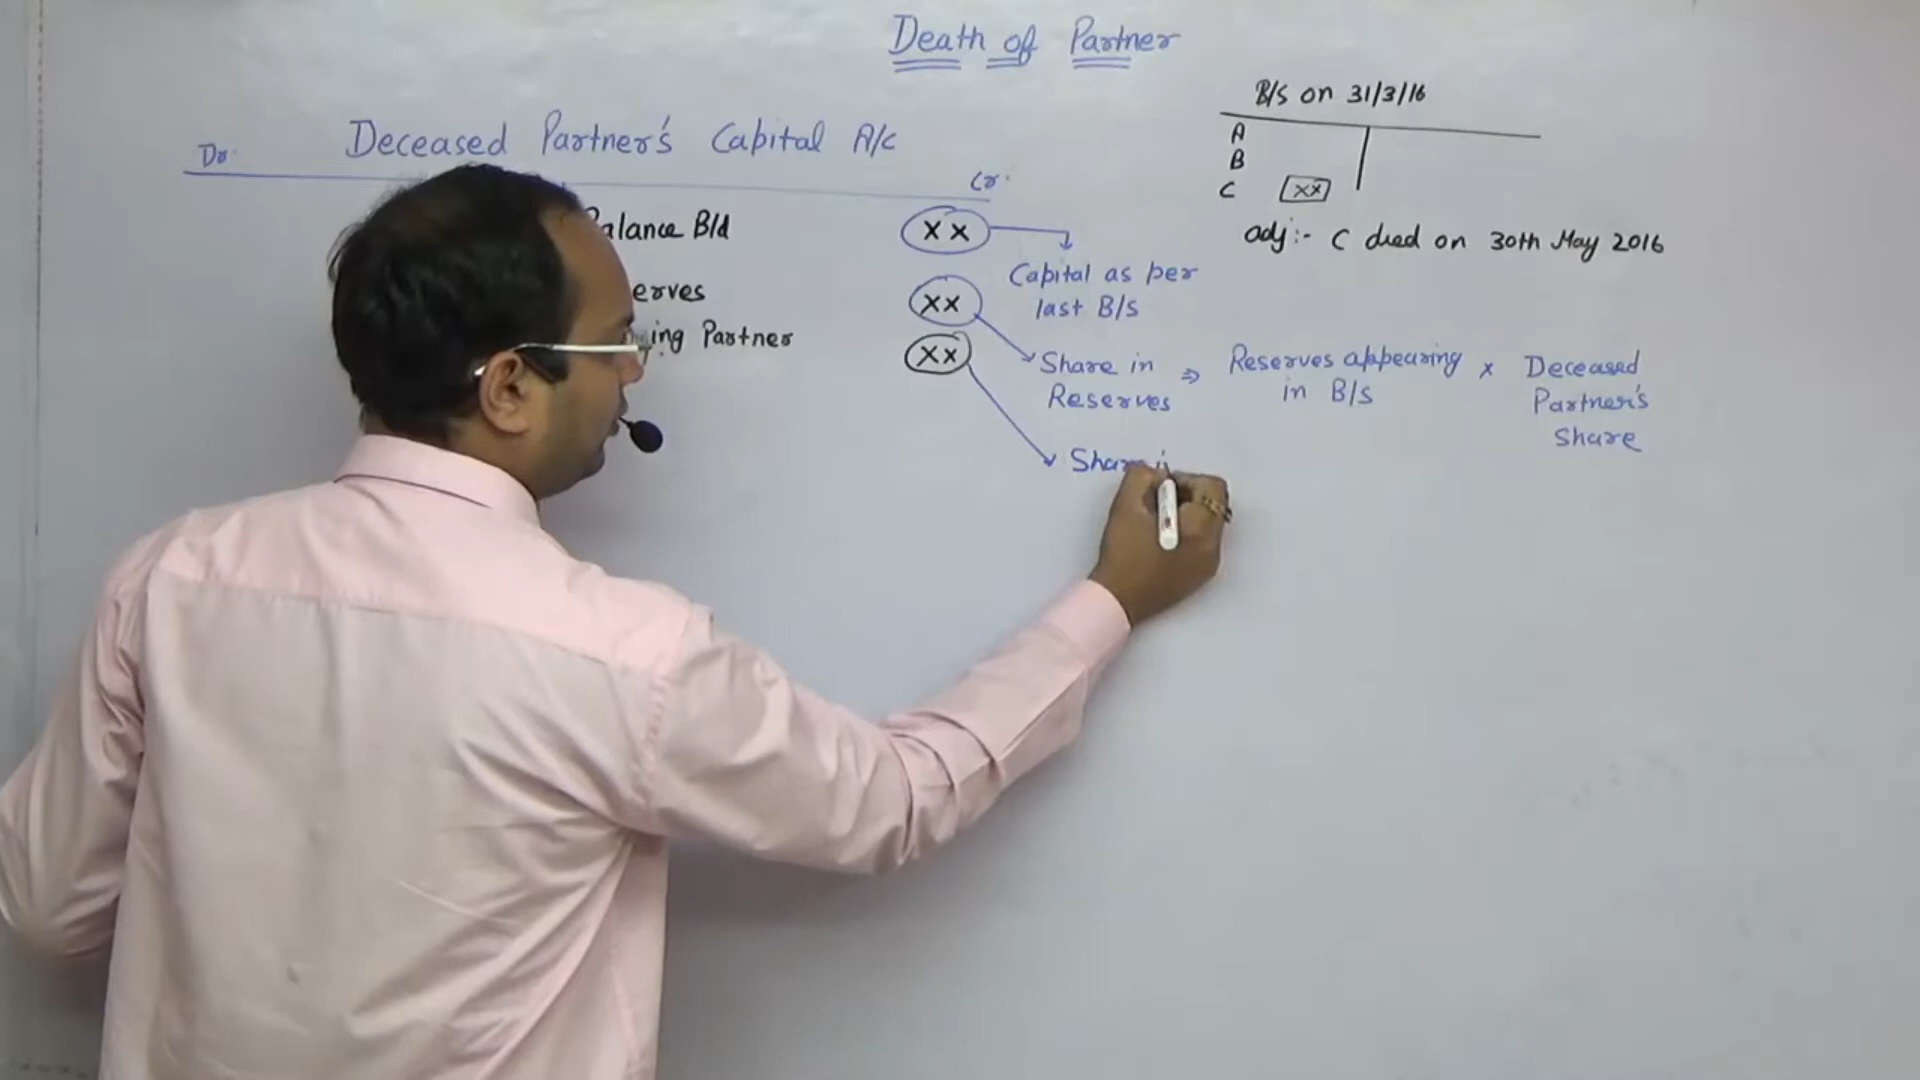 Death of Partner
Deceased Partner's Capital A/c
Dr.
Cr.
Balance B/d
xx
xx
xx
Capital as per
last B/s
Share in
Reserves
⇒
Reserves appearing
in B/s
x
Deceased
Partner's
Share
Share
B/s on 31/3/16
A
B
C
xx
adj:- C died on 30th May 2016
Partner